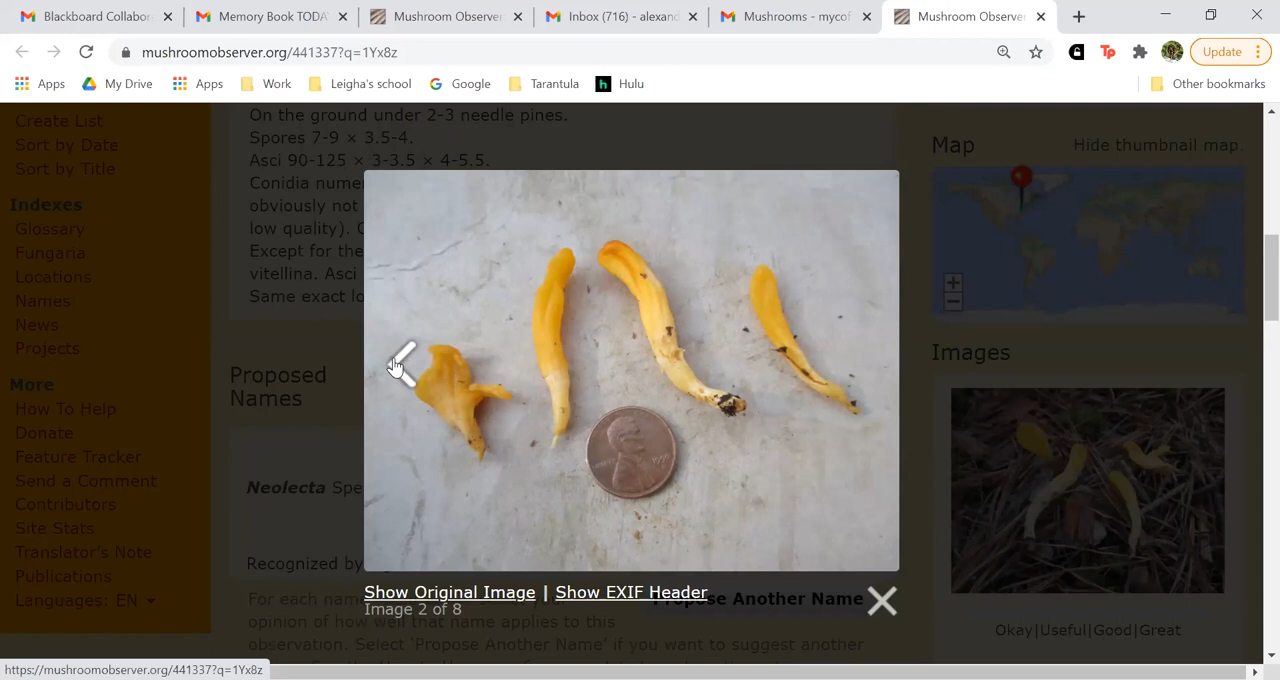 Blackboard Collabor
Memory Book TODA
Mushroom Observer
Inbox (716) - alexand
Mushrooms - mycof
Mushroom Observer
mushroomobserver.org/441337?q=1Yx8z
Tp
Update
Apps
My Drive
Apps
Work
Leigha's school
Google
Tarantula
h Hulu
Other bookmarks
Create List
Sort by Date
Sort by Title
Indexes
Glossary
Fungaria
Locations
Names
News
Projects
More
How To Help
Donate
Feature Tracker
Send a Comment
Contributors
Site Stats
Translator's Note
Publications
Languages: EN
On the ground under 2-3 needle pines.
Spores 7-9 × 3.5-4.
Asci 90-125 × 3-3.5 × 4-5.5.
Conidia nume
obviously not
low quality). 
Except for the
vitellina. Asci
Same exact lo
Proposed
Names
Neolecta Spe
Recognized by
For each nam
opinion of how well that name applies to this
observation. Select 'Propose Another Name' if you want to suggest another
Propose Another Name
Show Original Image | Show EXIF Header
Image 2 of 8
Map
Hide thumbnail map.
Images
Okay|Useful|Good|Great
https://mushroomobserver.org/441337?q=1Yx8z